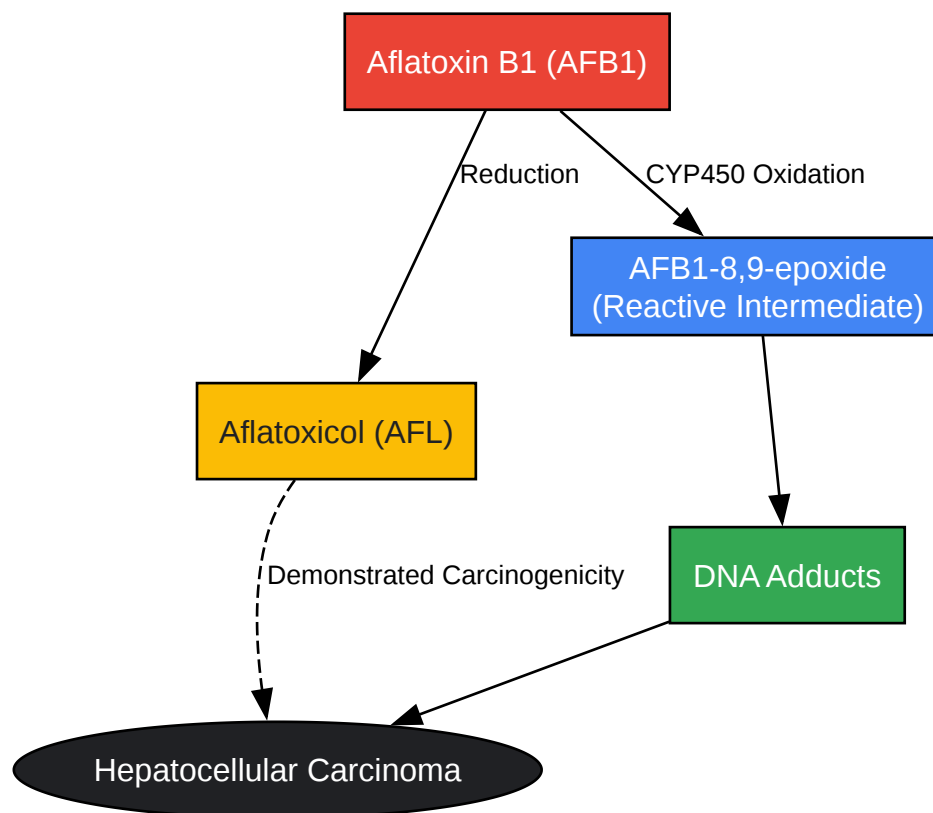 Aflatoxin B1 (AFB1)
Reduction
CYP450 Oxidation
AFB1-8,9-epoxide
(Reactive Intermediate)
Aflatoxicol (AFL)
Demonstrated Carcinogenicity
DNA Adducts
Hepatocellular Carcinoma